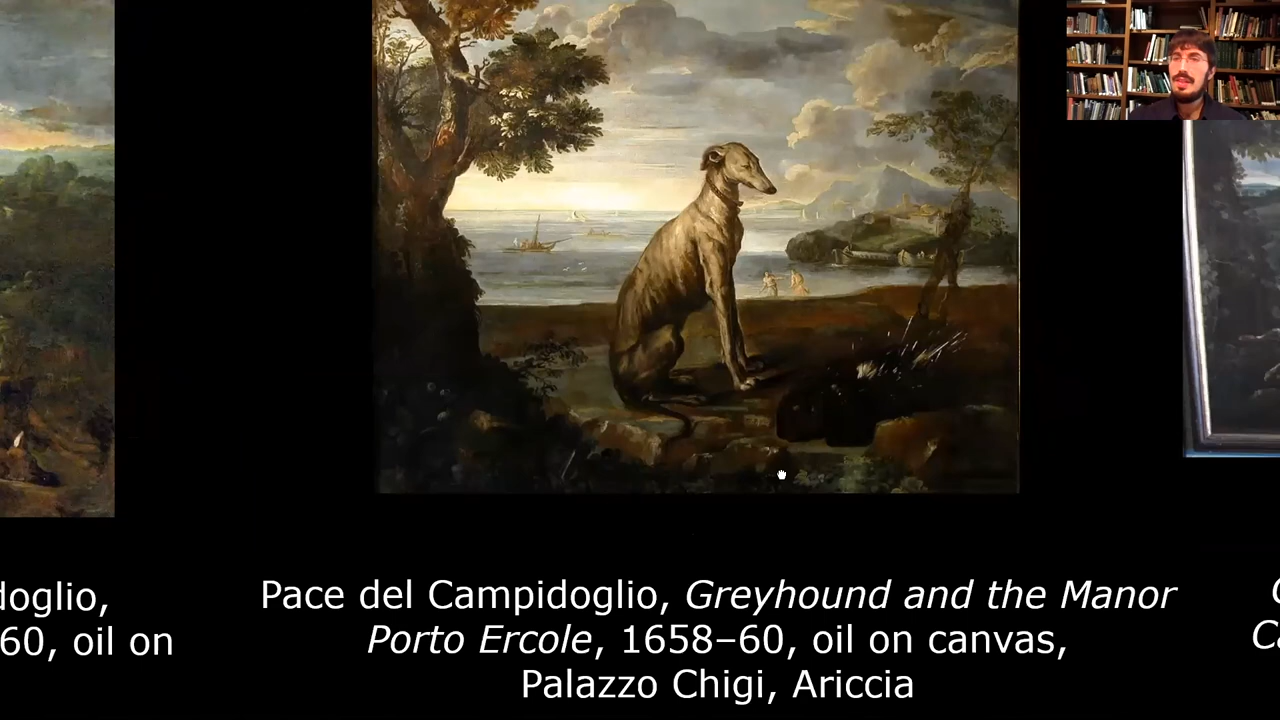 doglio,
60, oil on
Pace del Campidoglio, Greyhound and the Manor
Porto Ercole, 1658–60, oil on canvas,
Palazzo Chigi, Ariccia